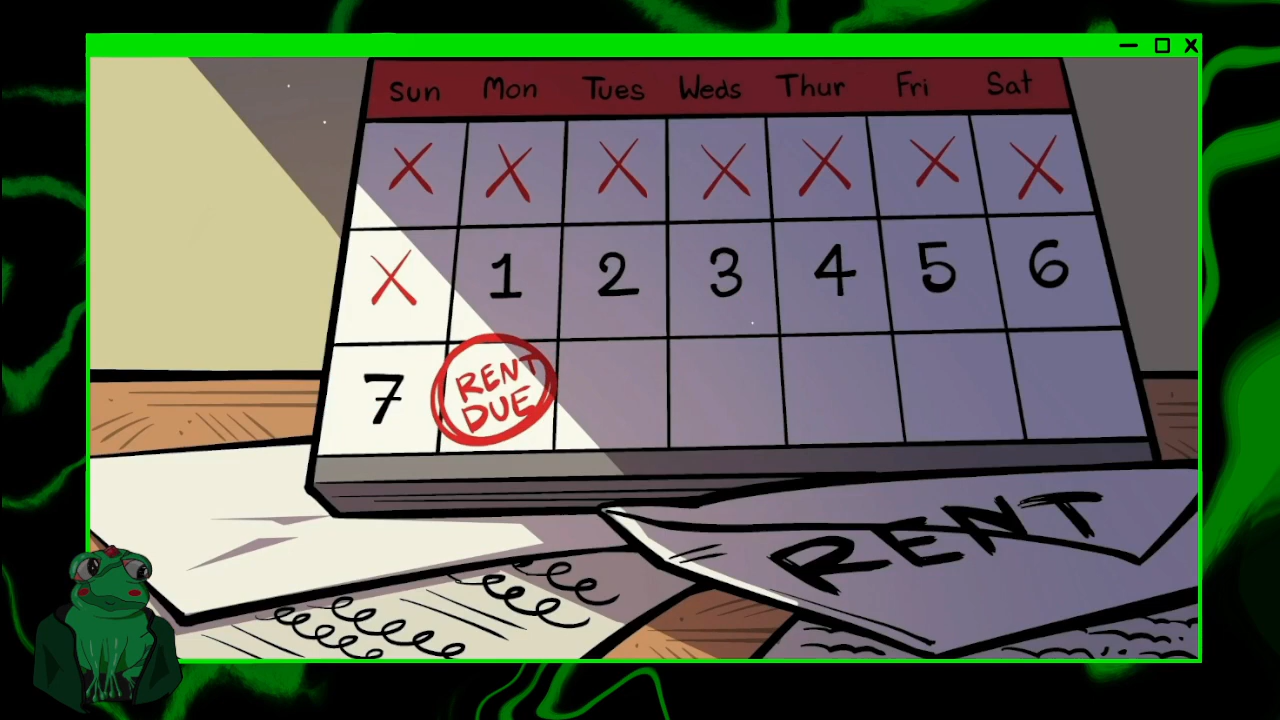 Sun Mon Tues Weds Thur Fri Sat
X X X X X X X
X 1 2 3 4 5 6
7 RENT
DUE
RENT